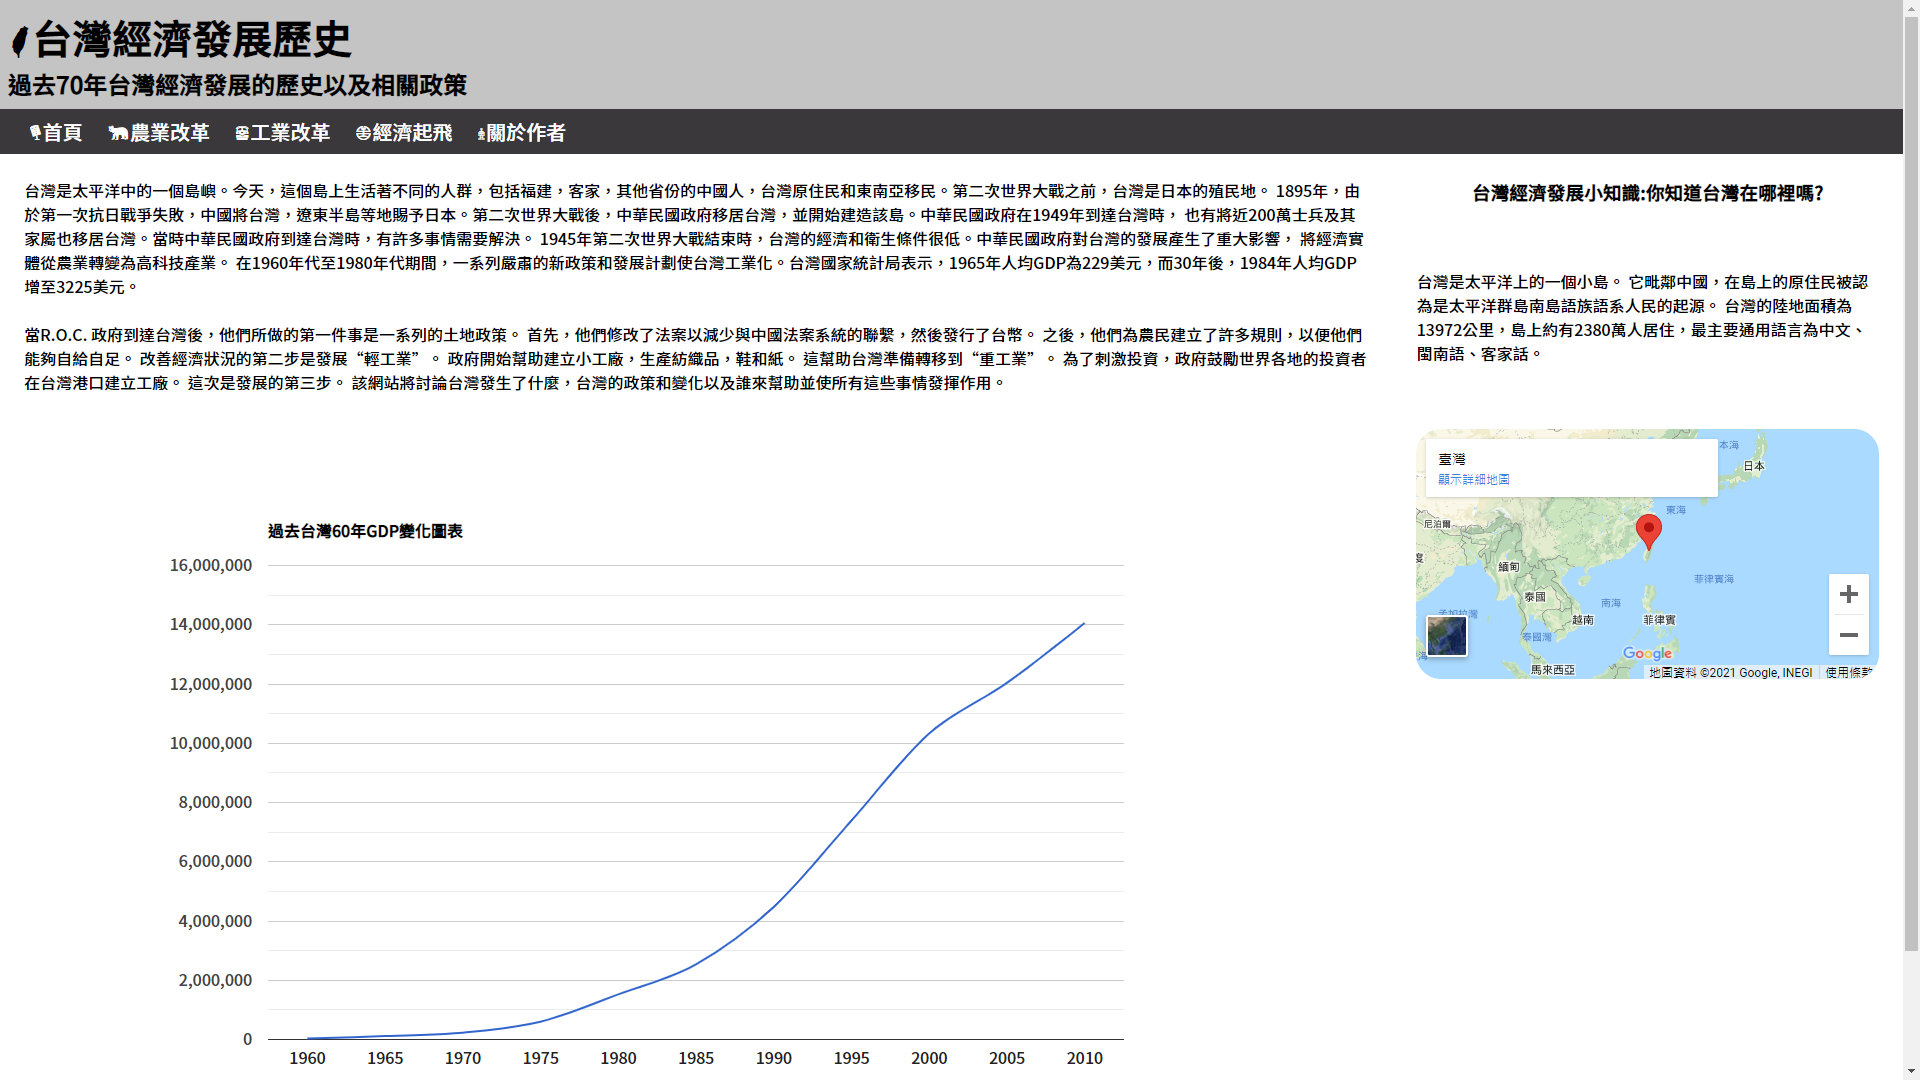 台灣經濟發展歷史
過去70年台灣經濟發展的歷史以及相關政策
首頁 農業改革 工業改革 經濟起飛 關於作者
台灣是太平洋中的一個島嶼。今天，這個島上生活著不同的人群，包括福建，客家，其他省份的中國人，台灣原住民和東南亞移民。第二次世界大戰之前，台灣是日本的殖民地。 1895年，由
於第一次抗日戰爭失敗，中國將台灣，遼東半島等地賜予日本。第二次世界大戰後，中華民國政府移居台灣，並開始建造該島。中華民國政府在1949年到達台灣時， 也有將近200萬士兵及其
家屬也移居台灣。當時中華民國政府到達台灣時，有許多事情需要解決。 1945年第二次世界大戰結束時，台灣的經濟和衛生條件很低。中華民國政府對台灣的發展產生了重大影響， 將經濟實
體從農業轉變為高科技產業。 在1960年代至1980年代期間，一系列嚴肅的新政策和發展計劃使台灣工業化。台灣國家統計局表示，1965年人均GDP為229美元，而30年後，1984年人均GDP
增至3225美元。
當R.O.C. 政府到達台灣後，他們所做的第一件事是一系列的土地政策。 首先，他們修改了法案以減少與中國法案系統的聯繫，然後發行了台幣。 之後，他們為農民建立了許多規則，以便他們
能夠自給自足。 改善經濟狀況的第二步是發展“輕工業”。 政府開始幫助建立小工廠，生產紡織品，鞋和紙。 這幫助台灣準備轉移到“重工業”。 為了刺激投資，政府鼓勵世界各地的投資者
在台灣港口建立工廠。 這次是發展的第三步。 該網站將討論台灣發生了什麼，台灣的政策和變化以及誰來幫助並使所有這些事情發揮作用。
過去台灣60年GDP變化圖表
16,000,000
14,000,000
12,000,000
10,000,000
8,000,000
6,000,000
4,000,000
2,000,000
0
1960 1965 1970 1975 1980 1985 1990 1995 2000 2005 2010
台灣經濟發展小知識:你知道台灣在哪裡嗎?
台灣是太平洋上的一個小島。 它毗鄰中國，在島上的原住民被認
為是太平洋群島南島語族語系人民的起源。 台灣的陸地面積為
13972公里，島上約有2380萬人居住，最主要通用語言為中文、
閩南語、客家話。
臺灣
顯示詳細地圖
本海
日本
東海
尼泊爾
度
緬甸
菲律賓海
泰國
南海
孟加拉灣
越南
菲律賓
泰國灣
海
馬來西亞
Google
地圖資料 ©2021 Google, INEGI 使用條款